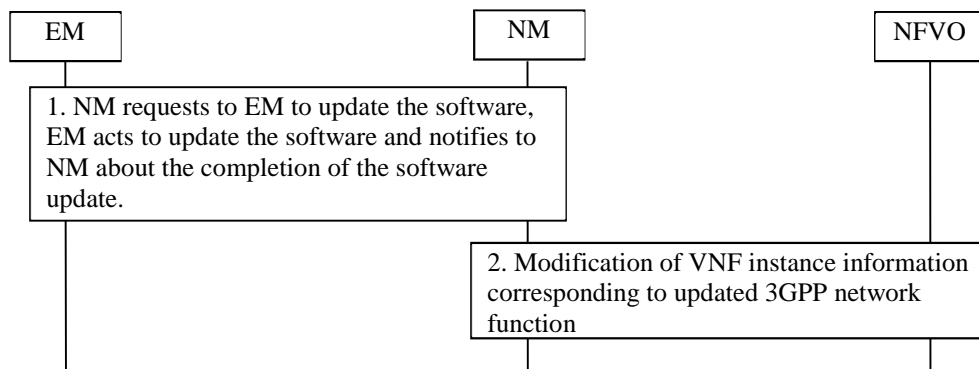 EM
NM
NFVO
1. NM requests to EM to update the software,
EM acts to update the software and notifies to
NM about the completion of the software
update.
2. Modification of VNF instance information
corresponding to updated 3GPP network
function